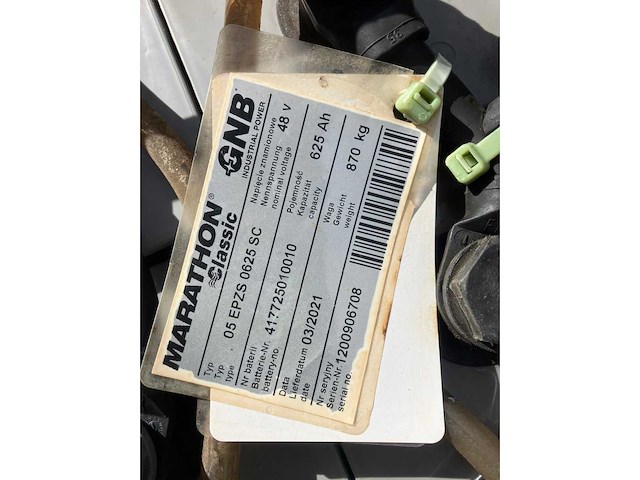 MARATHON®
Classic
GNB
INDUSTRIAL POWER
Typ
Typ
type
05 EPZS 0625 SC
Napięcie znamionowe
Nennspannung
nominal voltage
48 V
Nr baterii
Batterie-Nr.
battery-no.
417725010010
Pojemność
Kapazität
capacity
625 Ah
Data
Lieferdatum
date
03/2021
Waga
Gewicht
weight
870 kg
Nr seryjny
Serien-Nr.
serial no.
1200906708